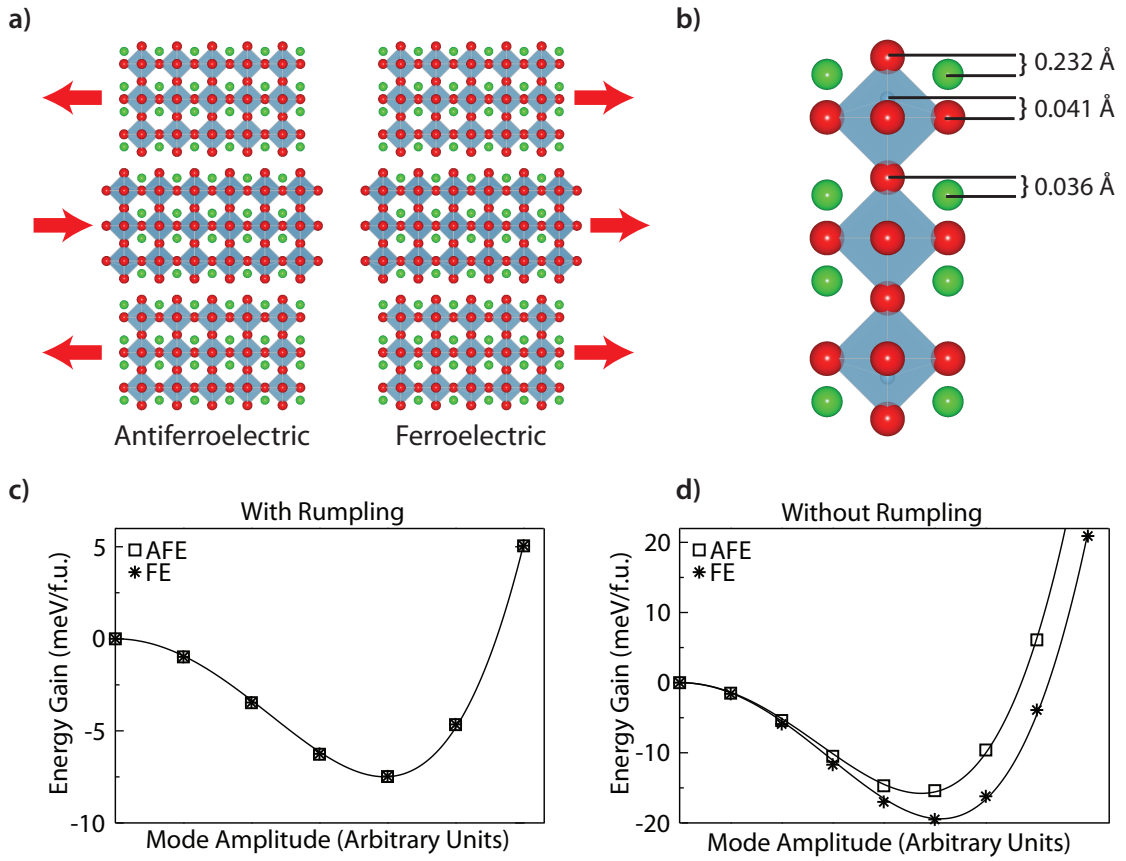 a)
Antiferroelectric
Ferroelectric
b)
} 0.232 Å
} 0.041 Å
} 0.036 Å
c)
With Rumpling
AFE
FE
5
0
-5
-10
Energy Gain (meV/f.u.)
Mode Amplitude (Arbitrary Units)
d)
Without Rumpling
AFE
FE
20
10
0
-10
-20
Energy Gain (meV/f.u.)
Mode Amplitude (Arbitrary Units)